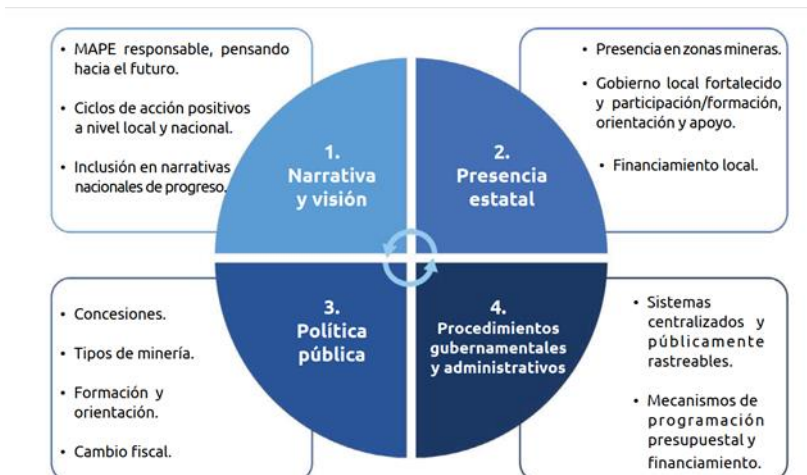 • MAPE responsable, pensando
hacia el futuro.
• Ciclos de acción positivos
a nivel local y nacional.
• Inclusión en narrativas
nacionales de progreso.
1.
Narrativa
y visión
• Presencia en zonas mineras.
• Gobierno local fortalecido
y participación/formación,
orientación y apoyo.
• Financiamiento local.
2.
Presencia
estatal
• Concesiones.
• Tipos de minería.
• Formación y
orientación.
• Cambio fiscal.
3.
Política
pública
4.
Procedimientos
gubernamentales
y administrativos
• Sistemas
centralizados y
públicamente
rastreables.
• Mecanismos de
programación
presupuestal y
financiamiento.